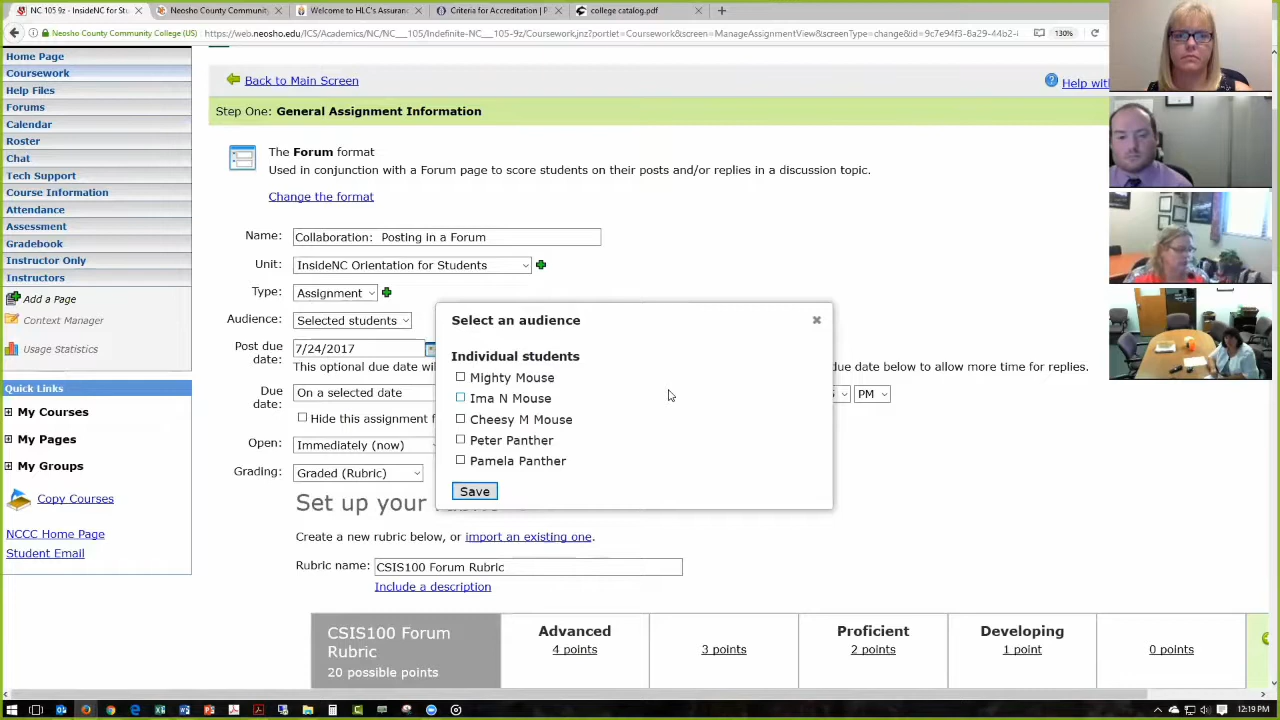 NC 105 9z - InsideNC for St
Neosho County Community
Welcome to HLC's Assuran
Criteria for Accreditation | P
college catalog.pdf
Neosho County Community College (US)
https://web.neosho.edu/ICS/Academics/NC/NC__105/Indefinite-NC__105-9z/Coursework.jnz?portlet=Coursework&screen=ManageAssignmentView&screenType=change&id=9c7e94f3-8a29-44b2-
130%
Home Page
Coursework
Help Files
Forums
Calendar
Roster
Chat
Tech Support
Course Information
Attendance
Assessment
Gradebook
Instructor Only
Instructors
Add a Page
Context Manager
Usage Statistics
Quick Links
My Courses
My Pages
My Groups
Copy Courses
NCCC Home Page
Student Email
Back to Main Screen
Help with
Step One: General Assignment Information
The Forum format
Used in conjunction with a Forum page to score students on their posts and/or replies in a discussion topic.
Change the format
Name: Collaboration: Posting in a Forum
Unit: InsideNC Orientation for Students
Type: Assignment
Audience: Selected students
Post due date: 7/24/2017
This optional due date wil
due date below to allow more time for replies.
Due date: On a selected date
PM
Hide this assignment f
Open: Immediately (now)
Grading: Graded (Rubric)
Select an audience
Individual students
Mighty Mouse
Ima N Mouse
Cheesy M Mouse
Peter Panther
Pamela Panther
Save
Set up your
Create a new rubric below, or import an existing one.
Rubric name: CSIS100 Forum Rubric
Include a description
CSIS100 Forum Rubric
20 possible points
Advanced
4 points
3 points
Proficient
2 points
Developing
1 point
0 points
12:19 PM